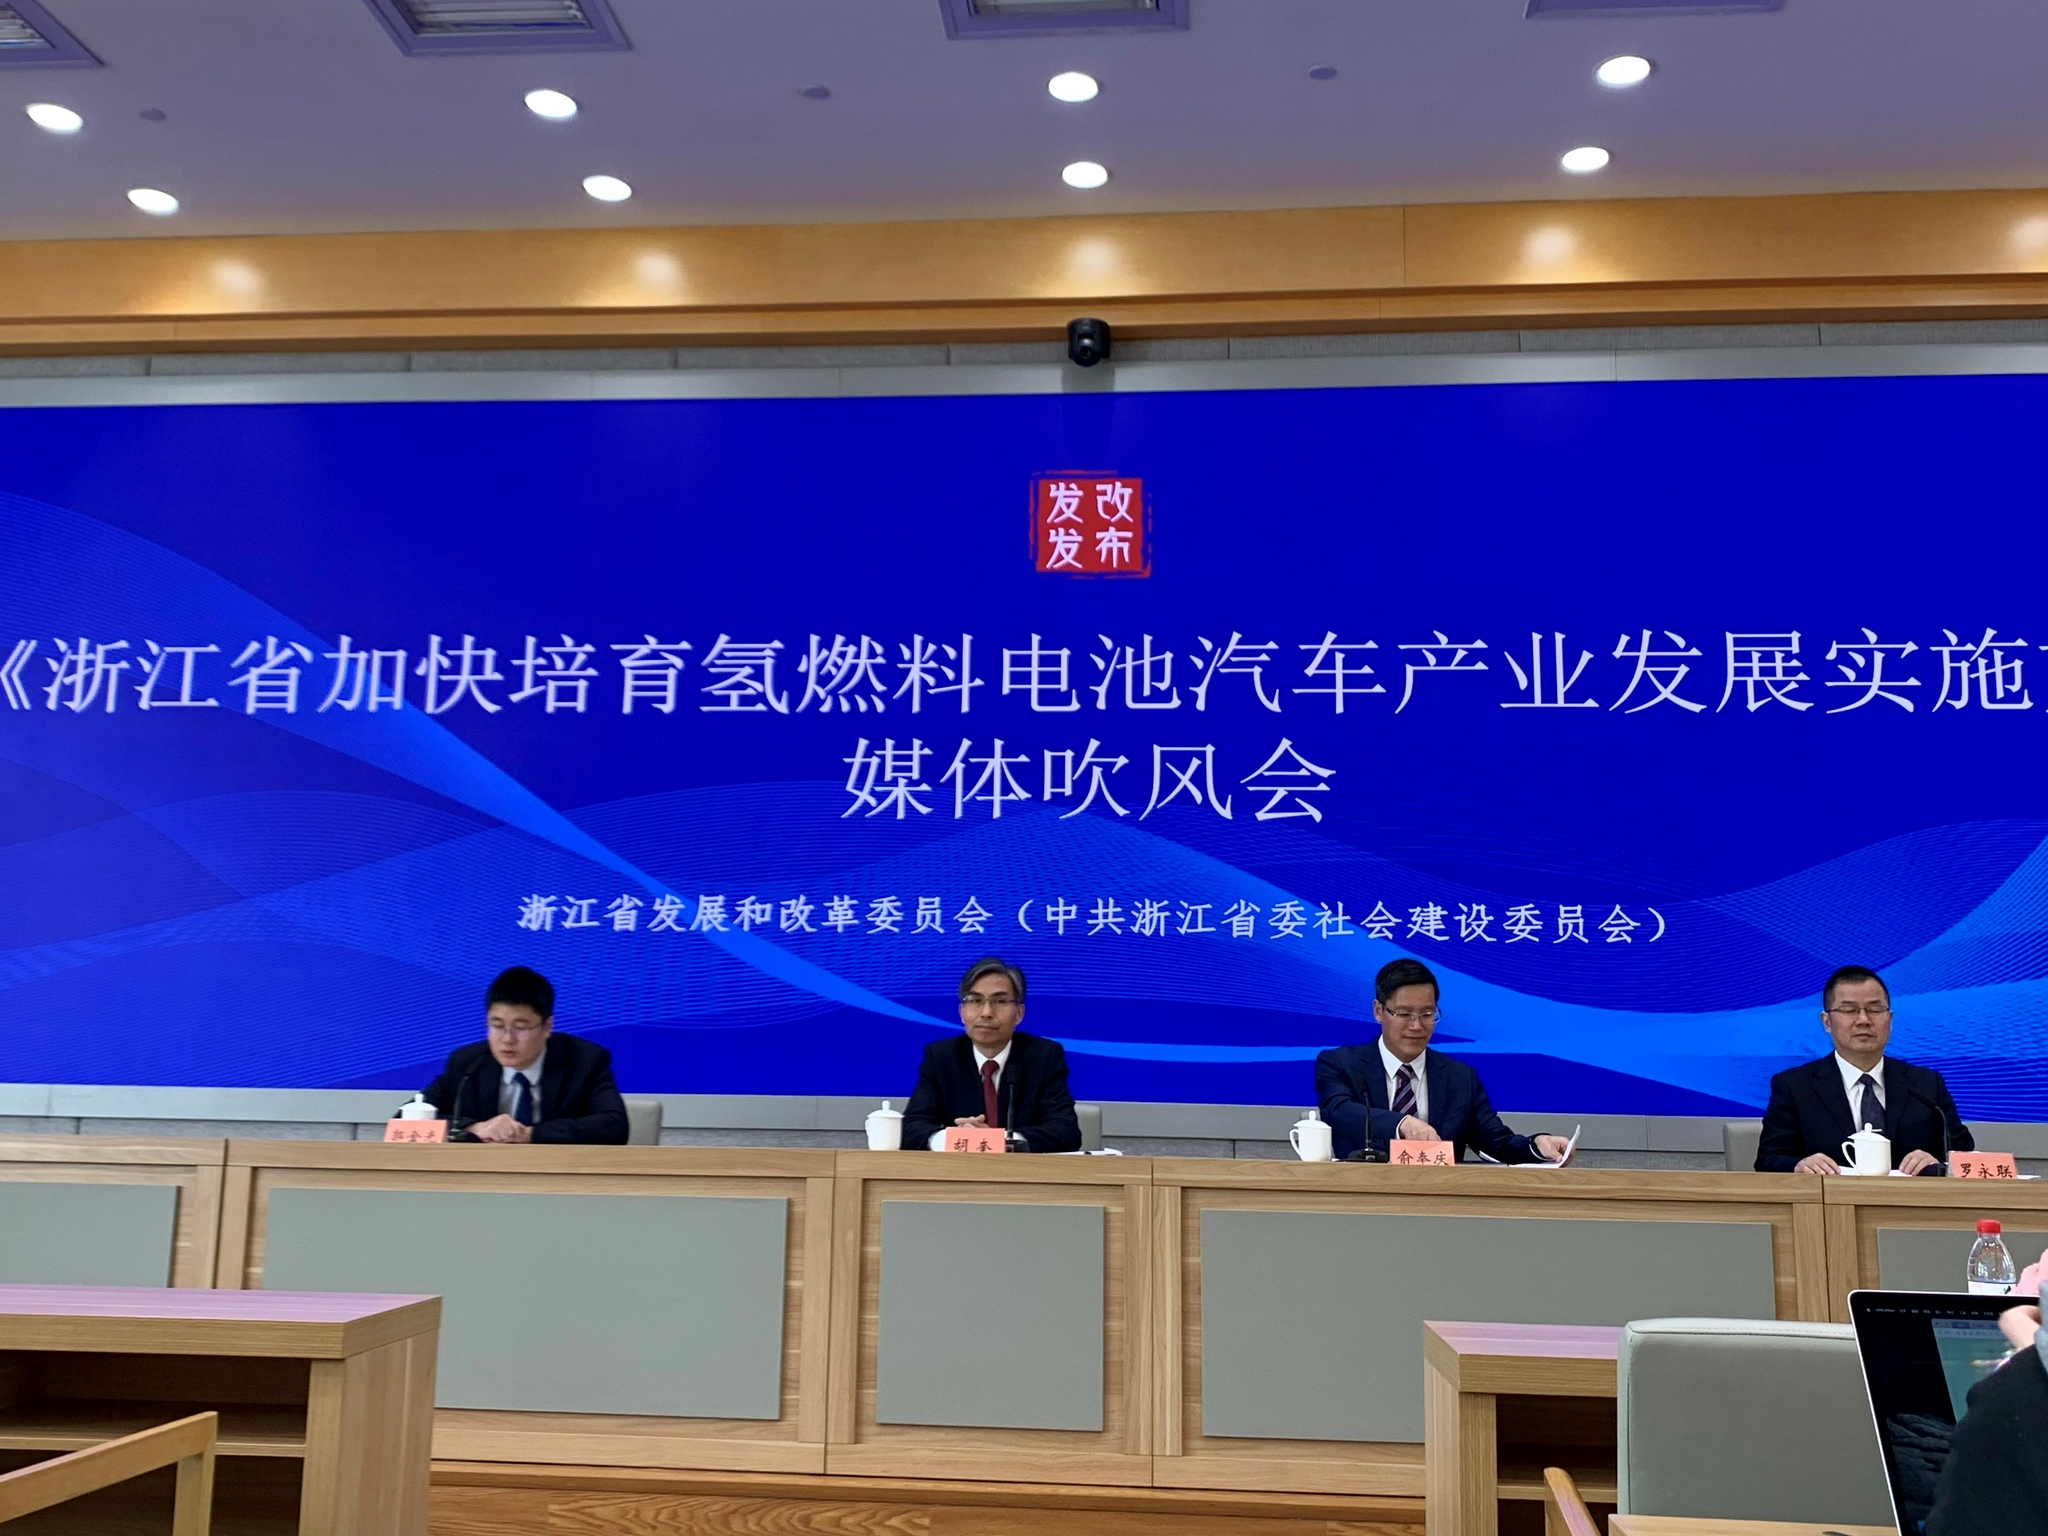 发改
发布
《浙江省加快培育氢燃料电池汽车产业发展实施
媒体吹风会
浙江省发展和改革委员会（中共浙江省委社会建设委员会）
胡奎
俞奉庆
罗永联